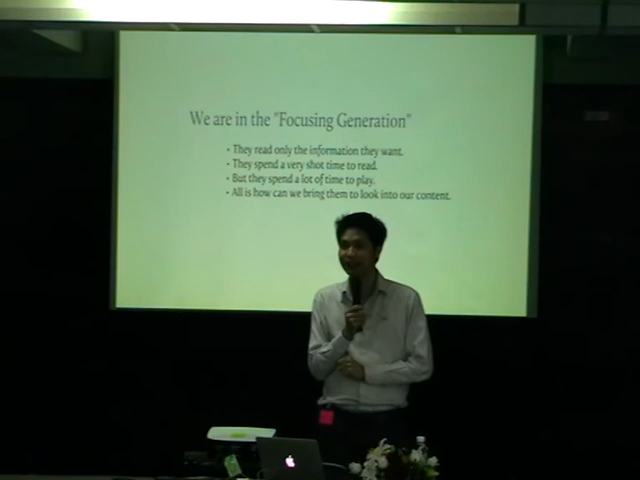 We are in the "Focusing Generation"
• They read only the information they want.
• They spend a very shot time to read.
• But they spend a lot of time to play.
• All is how can we bring them to look into our content.